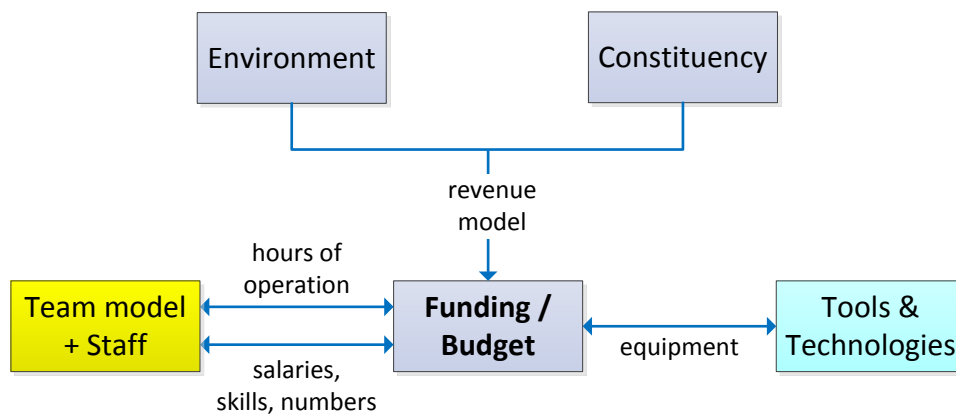 Environment
Constituency
revenue
model
hours of
operation
Team model
+ Staff
Funding /
Budget
Tools &
Technologies
equipment
salaries,
skills, numbers